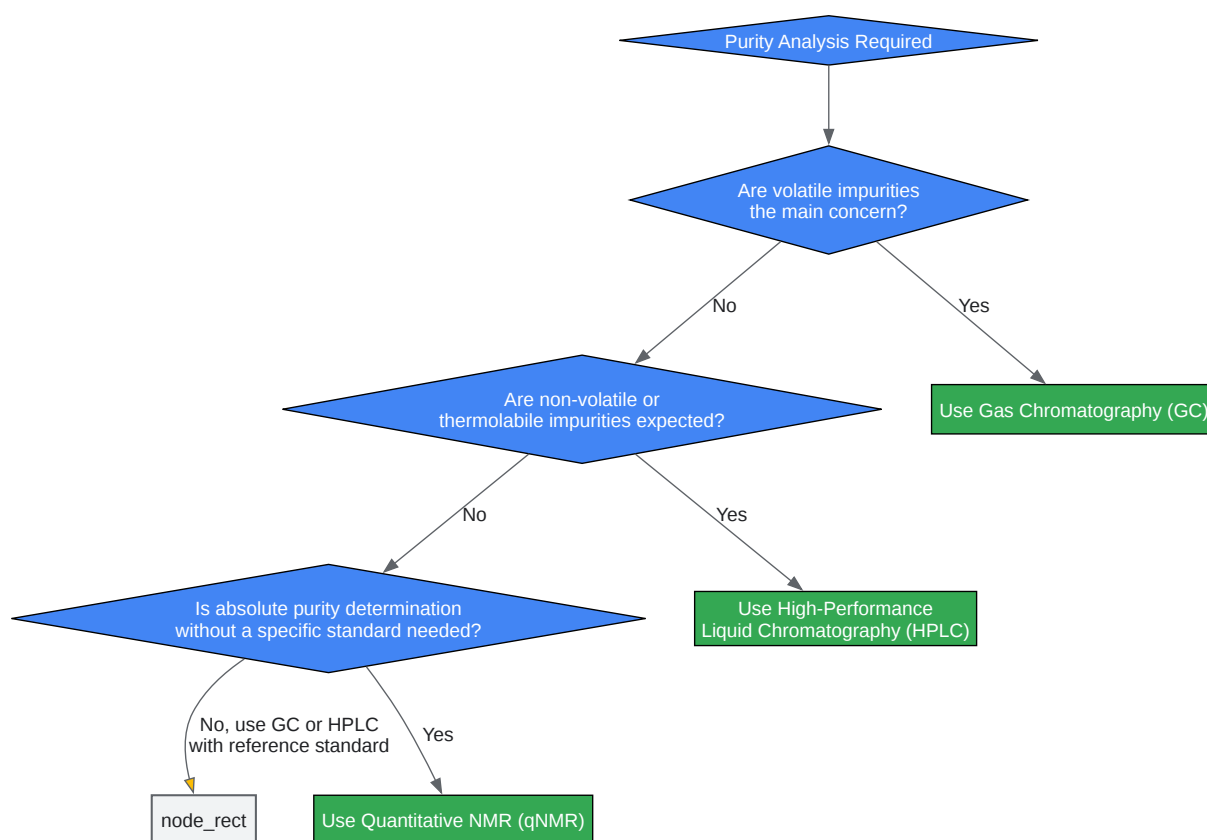 Purity Analysis Required
Are volatile impurities
the main concern?
No
Yes
Are non-volatile or
thermolabile impurities expected?
Use Gas Chromatography (GC)
No
Yes
Is absolute purity determination
without a specific standard needed?
Use High-Performance
Liquid Chromatography (HPLC)
No, use GC or HPLC
with reference standard
Yes
node_rect
Use Quantitative NMR (qNMR)